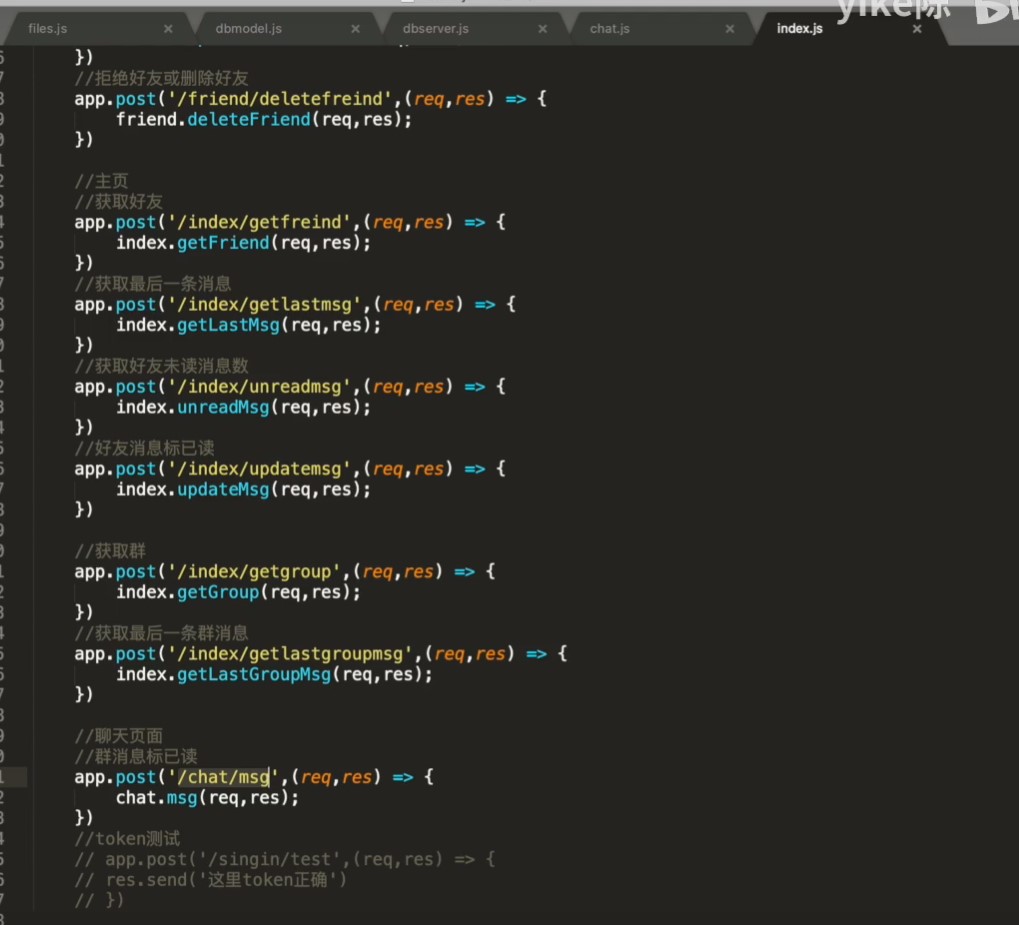 yike陈
files.js × dbmodel.js × dbserver.js × chat.js × index.js ×
})
//拒绝好友或删除好友
app.post('/friend/deletefreind',(req,res) => {
friend.deleteFriend(req,res);
})
//主页
//获取好友
app.post('/index/getfreind',(req,res) => {
index.getFriend(req,res);
})
//获取最后一条消息
app.post('/index/getlastmsg',(req,res) => {
index.getLastMsg(req,res);
})
//获取好友未读消息数
app.post('/index/unreadmsg',(req,res) => {
index.unreadMsg(req,res);
})
//好友消息标已读
app.post('/index/updatemsg',(req,res) => {
index.updateMsg(req,res);
})
//获取群
app.post('/index/getgroup',(req,res) => {
index.getGroup(req,res);
})
//获取最后一条群消息
app.post('/index/getlastgroupmsg',(req,res) => {
index.getLastGroupMsg(req,res);
})
//聊天页面
//群消息标已读
app.post('/chat/msg',(req,res) => {
chat.msg(req,res);
})
//token测试
// app.post('/singin/test',(req,res) => {
// res.send('这里token正确')
// })